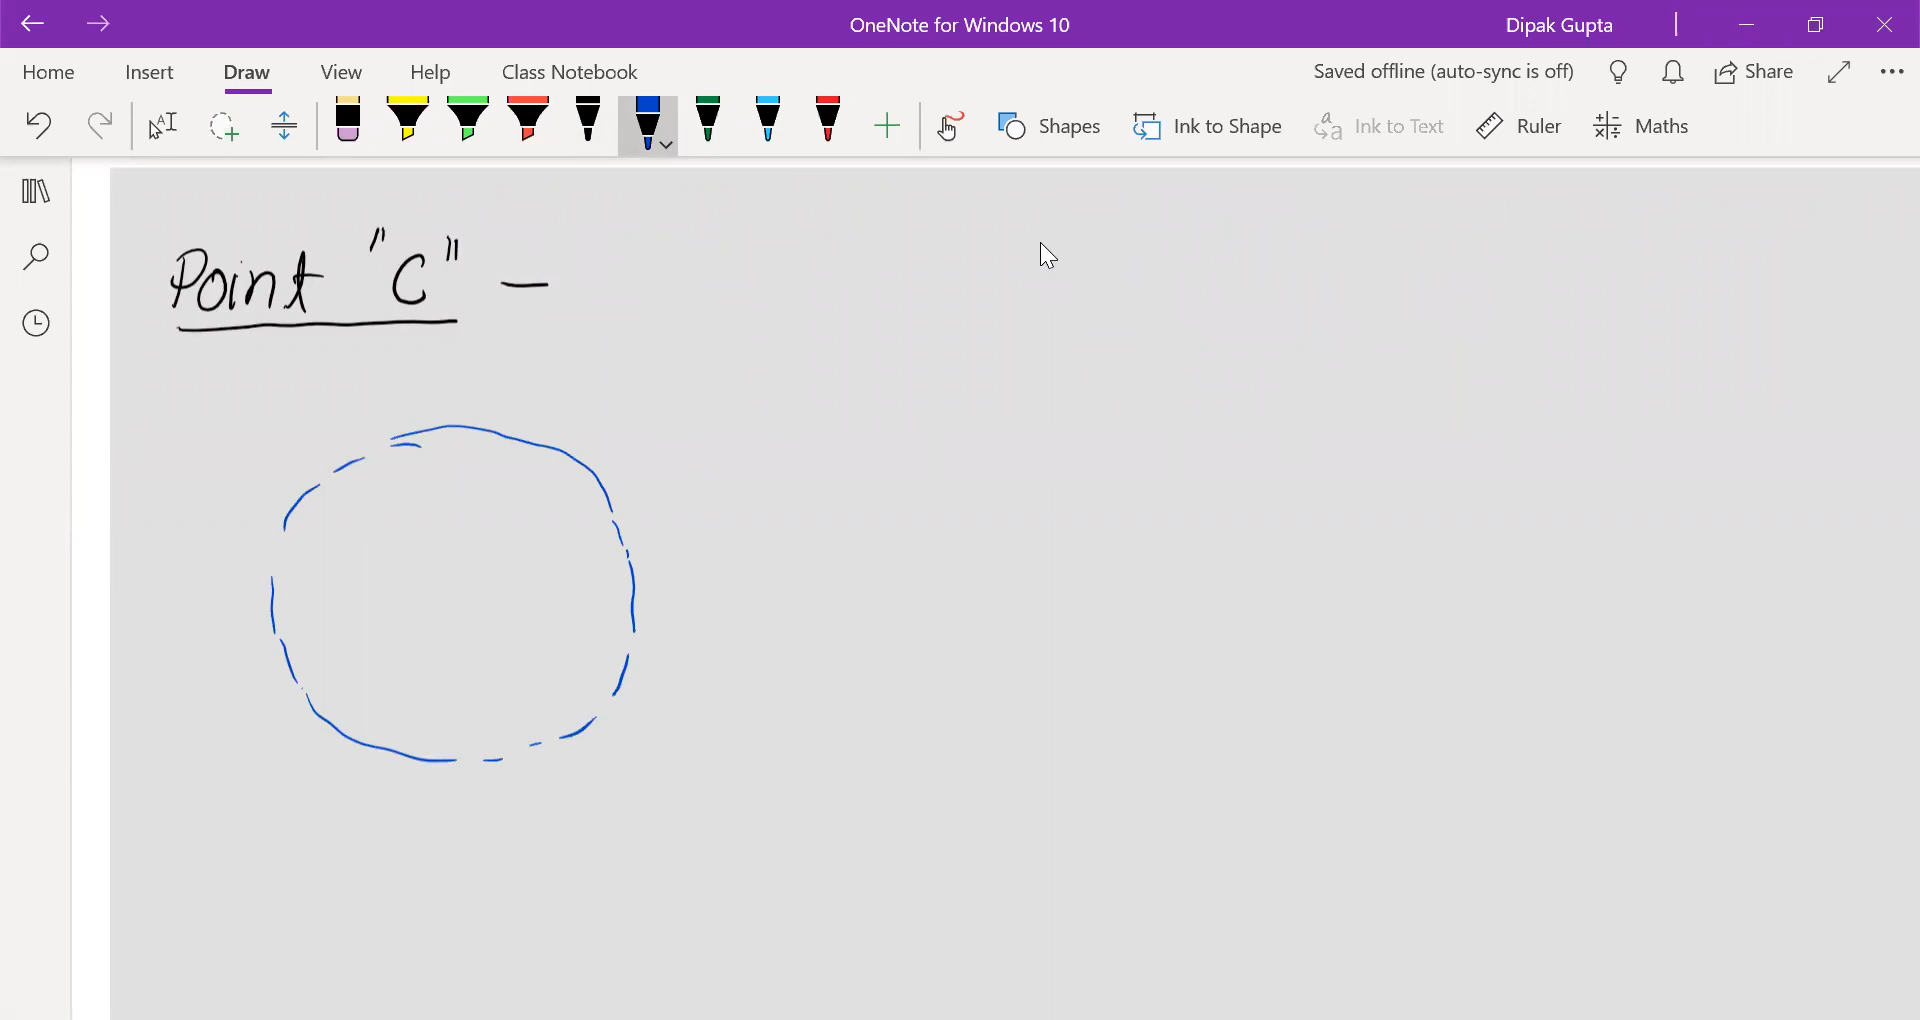 OneNote for Windows 10
Dipak Gupta
Home Insert Draw View Help Class Notebook
Saved offline (auto-sync is off) Share
Shapes Ink to Shape Ink to Text Ruler Maths
Point "C" —